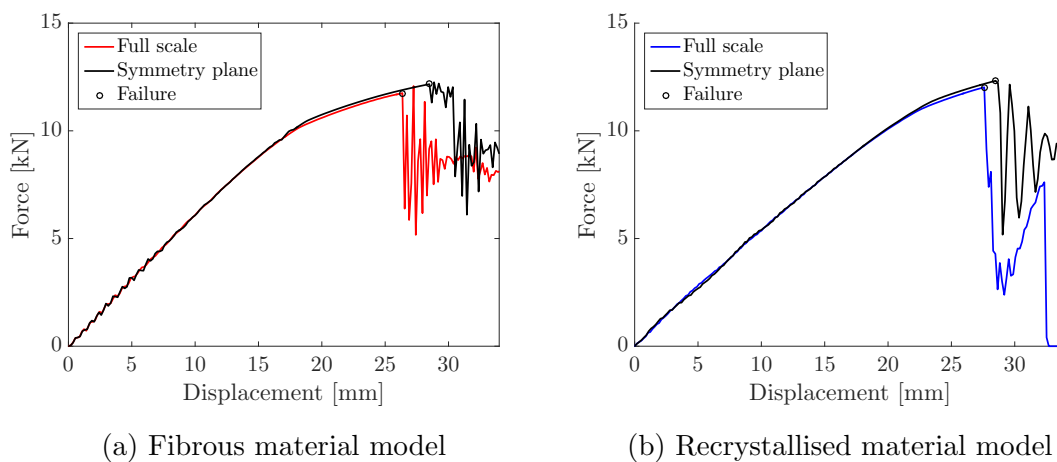 15
10
5
0
Force [kN]
Full scale
Symmetry plane
Failure
0 5 10 15 20 25 30
Displacement [mm]
(a) Fibrous material model
15
10
5
0
Force [kN]
Full scale
Symmetry plane
Failure
0 5 10 15 20 25 30
Displacement [mm]
(b) Recrystallised material model